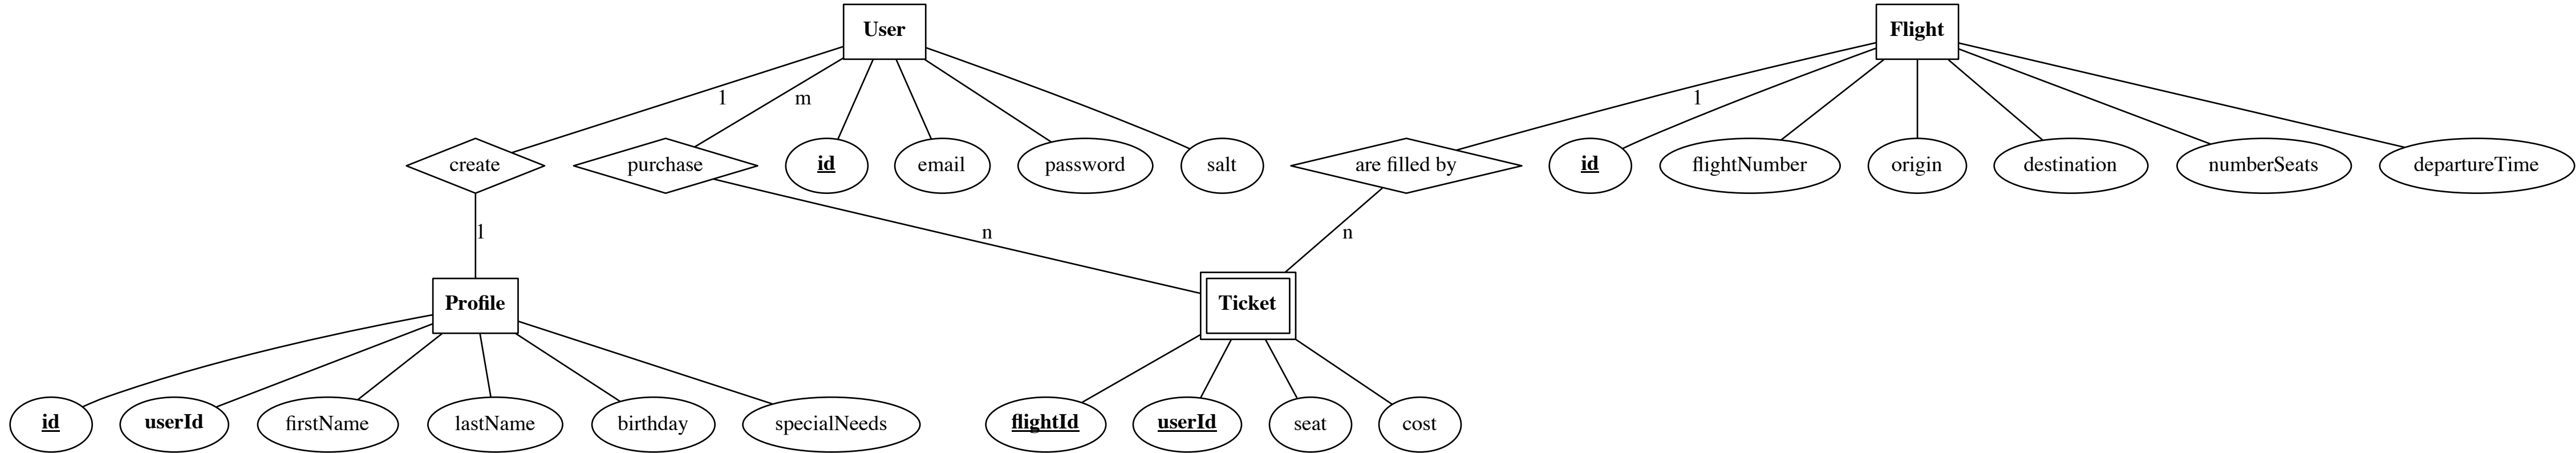 User
Flight
1
m
1
create
purchase
id
email
password
salt
are filled by
id
flightNumber
origin
destination
numberSeats
departureTime
1
n
n
Profile
Ticket
id
userId
firstName
lastName
birthday
specialNeeds
flightId
userId
seat
cost